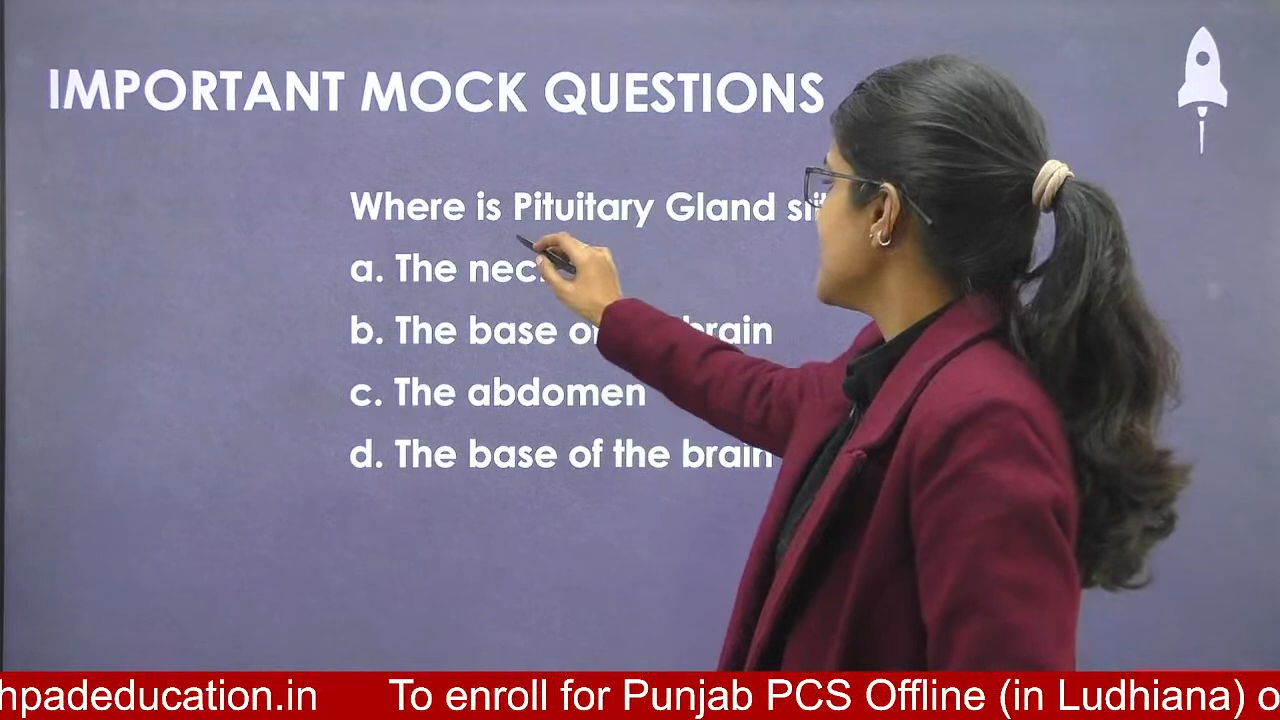 IMPORTANT MOCK QUESTIONS
Where is Pituitary Gland
a. The
b. The base brain
c. The abdomen
d. The base of the brain
hpadeducation.in To enroll for Punjab PCS Offline (in Ludhiana)